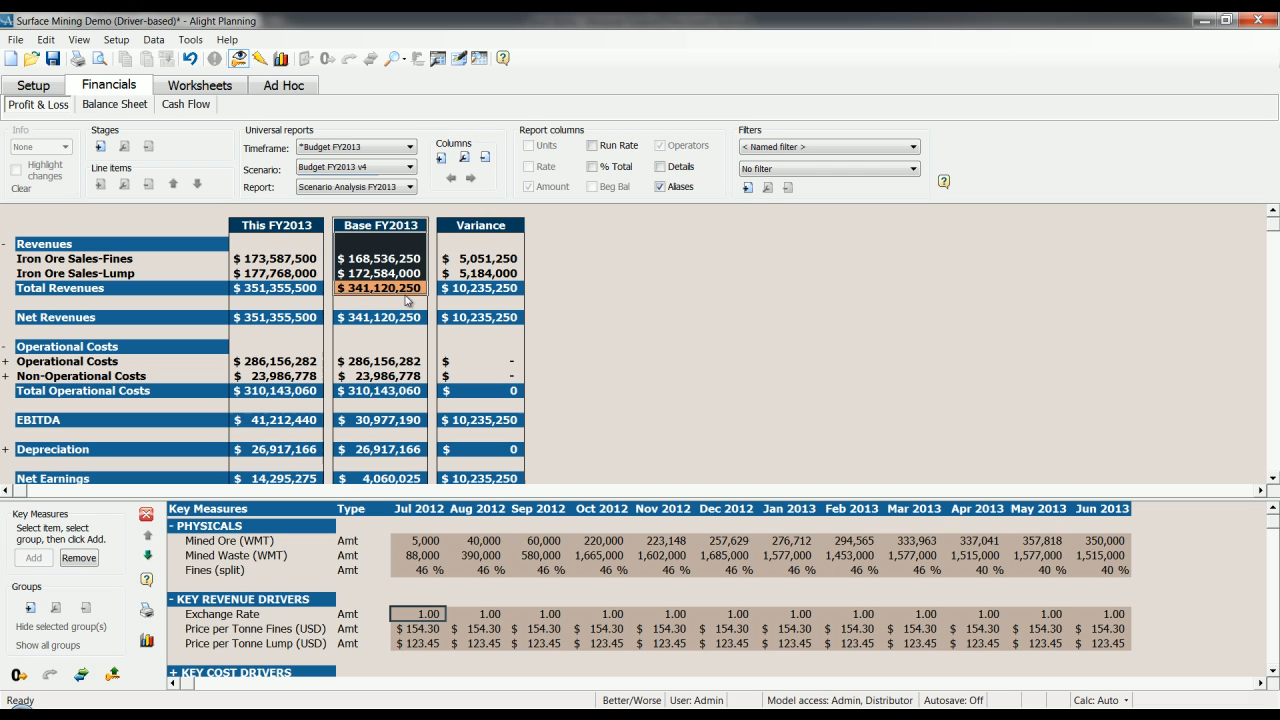 Surface Mining Demo (Driver-based)* - Alight Planning
File Edit View Setup Data Tools Help
Setup Financials Worksheets Ad Hoc
Profit & Loss Balance Sheet Cash Flow
Info Stages Universal reports Report columns Filters
None Timeframe: *Budget FY2013 Columns Units Run Rate Operators < Named filter >
Highlight changes Line items Scenario: Budget FY2013 v4 Rate % Total Details No filter
Clear Report: Scenario Analysis FY2013 Amount Beg Bal Aliases
This FY2013 Base FY2013 Variance
- Revenues
Iron Ore Sales-Fines $ 173,587,500 $ 168,536,250 $ 5,051,250
Iron Ore Sales-Lump $ 177,768,000 $ 172,584,000 $ 5,184,000
Total Revenues $ 351,355,500 $ 341,120,250 $ 10,235,250
Net Revenues $ 351,355,500 $ 341,120,250 $ 10,235,250
- Operational Costs
+ Operational Costs $ 286,156,282 $ 286,156,282 $ -
+ Non-Operational Costs $ 23,986,778 $ 23,986,778 $ -
Total Operational Costs $ 310,143,060 $ 310,143,060 $ 0
EBITDA $ 41,212,440 $ 30,977,190 $ 10,235,250
+ Depreciation $ 26,917,166 $ 26,917,166 $ 0
Net Earnings $ 14,295,275 $ 4,060,025 $ 10,235,250
Key Measures
Select item, select
group, then click Add.
Add Remove
Groups
Hide selected group(s)
Show all groups
Key Measures Type Jul 2012 Aug 2012 Sep 2012 Oct 2012 Nov 2012 Dec 2012 Jan 2013 Feb 2013 Mar 2013 Apr 2013 May 2013 Jun 2013
- PHYSICALS
Mined Ore (WMT) Amt 5,000 40,000 60,000 220,000 223,148 257,629 276,712 294,565 333,963 337,041 357,818 350,000
Mined Waste (WMT) Amt 88,000 390,000 580,000 1,665,000 1,602,000 1,685,000 1,577,000 1,453,000 1,577,000 1,515,000 1,577,000 1,515,000
Fines (split) Amt 46 % 46 % 46 % 46 % 46 % 46 % 46 % 46 % 46 % 40 % 40 % 40 %
- KEY REVENUE DRIVERS
Exchange Rate Amt 1.00 1.00 1.00 1.00 1.00 1.00 1.00 1.00 1.00 1.00 1.00 1.00
Price per Tonne Fines (USD) Amt $ 154.30 $ 154.30 $ 154.30 $ 154.30 $ 154.30 $ 154.30 $ 154.30 $ 154.30 $ 154.30 $ 154.30 $ 154.30 $ 154.30
Price per Tonne Lump (USD) Amt $ 123.45 $ 123.45 $ 123.45 $ 123.45 $ 123.45 $ 123.45 $ 123.45 $ 123.45 $ 123.45 $ 123.45 $ 123.45 $ 123.45
+ KEY COST DRIVERS
Ready Better/Worse User: Admin Model access: Admin, Distributor Autosave: Off Calc: Auto